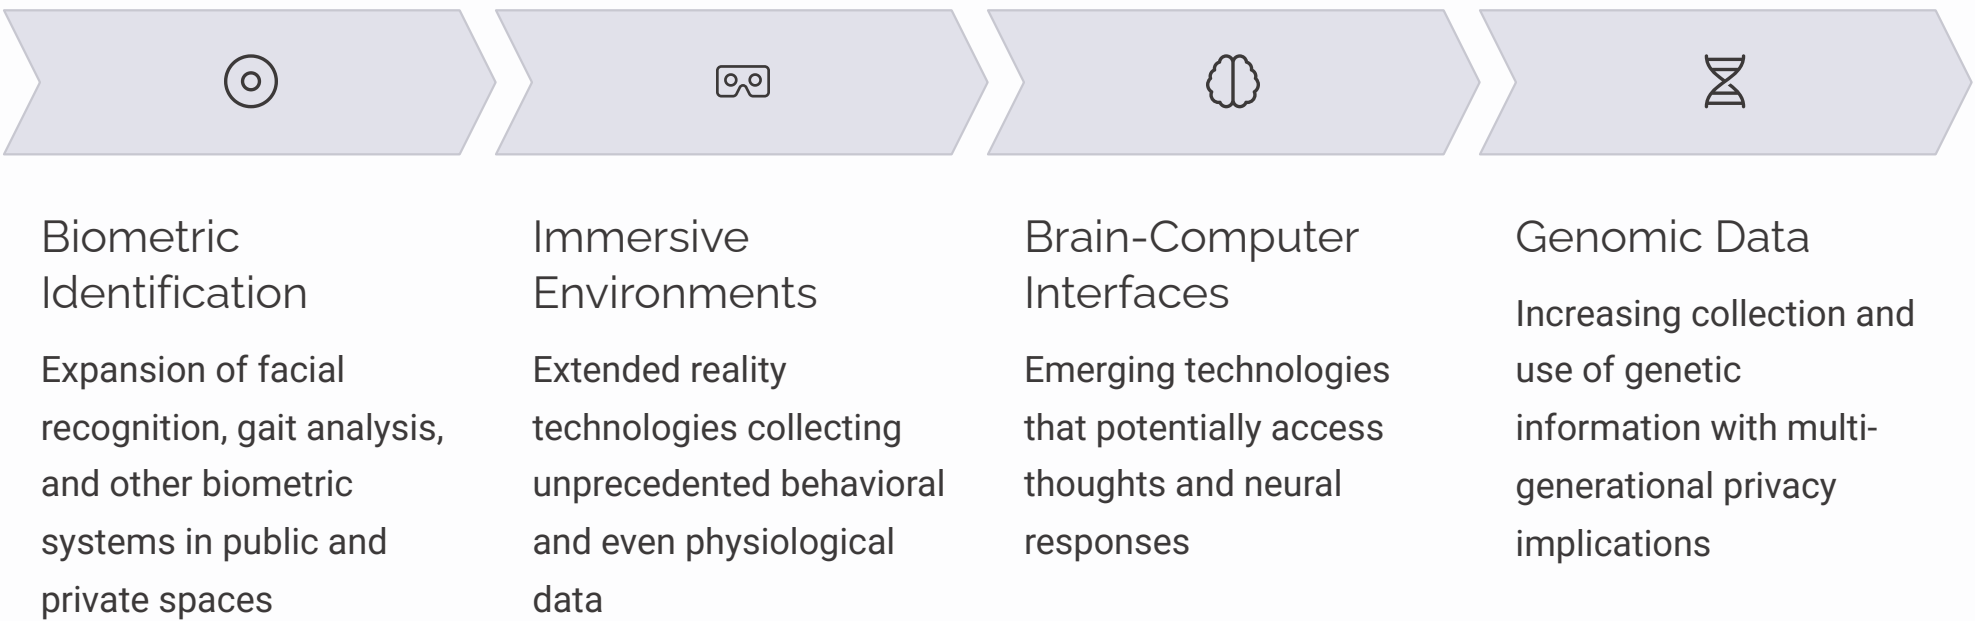 Biometric
Identification
Expansion of facial
recognition, gait analysis,
and other biometric
systems in public and
private spaces
Immersive
Environments
Extended reality
technologies collecting
unprecedented behavioral
and even physiological
data
Brain-Computer
Interfaces
Emerging technologies
that potentially access
thoughts and neural
responses
Genomic Data
Increasing collection and
use of genetic
information with multi-
generational privacy
implications